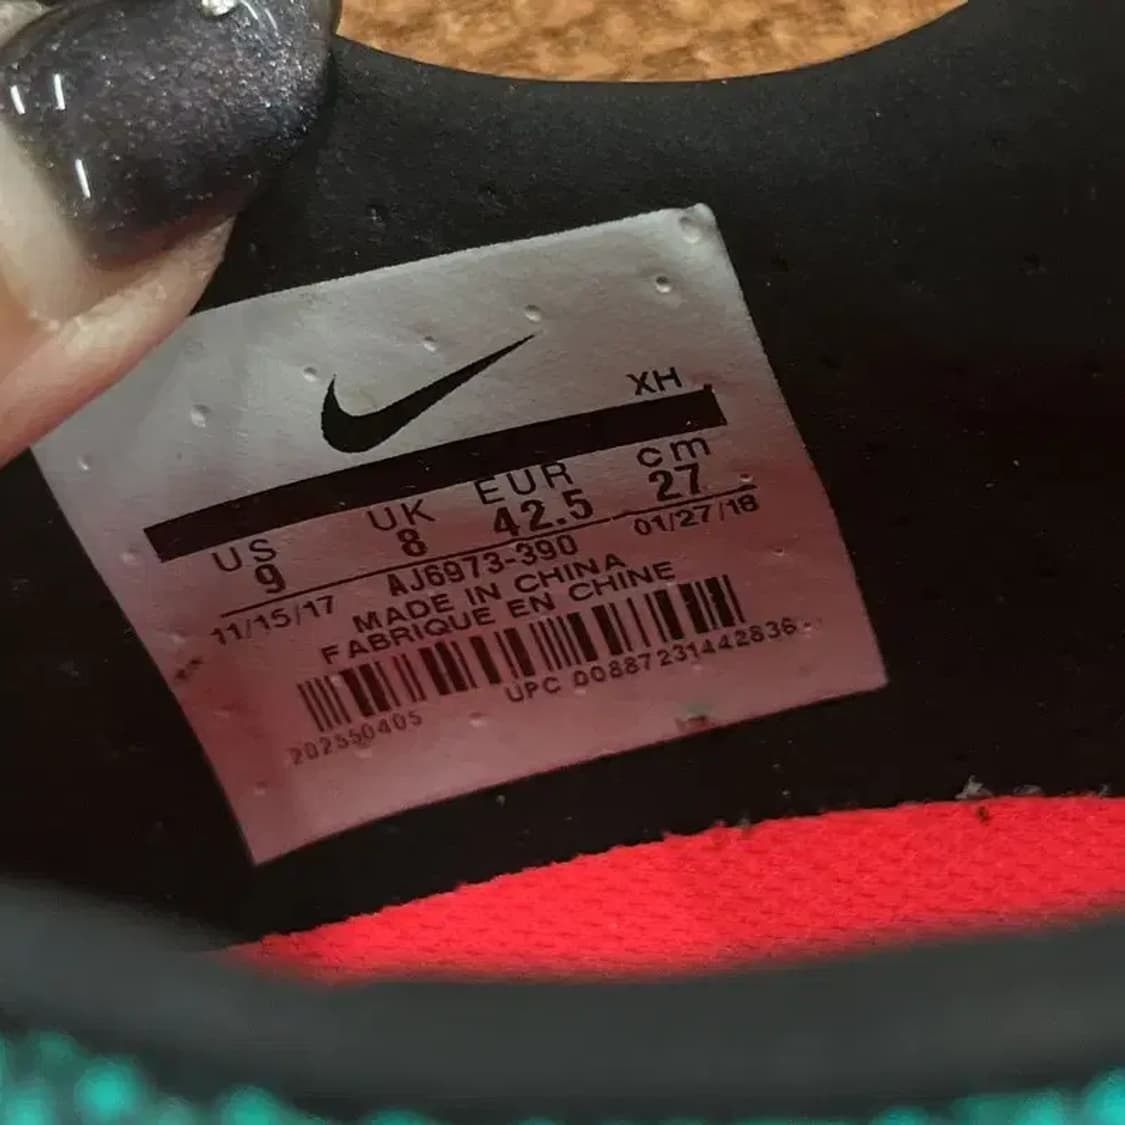 XH
US UK EUR cm
9 8 42.5 27
11/15/17 AJ6973-390 01/27/18
MADE IN CHINA
FABRIQUE EN CHINE
202550405 UPC 00887231442836